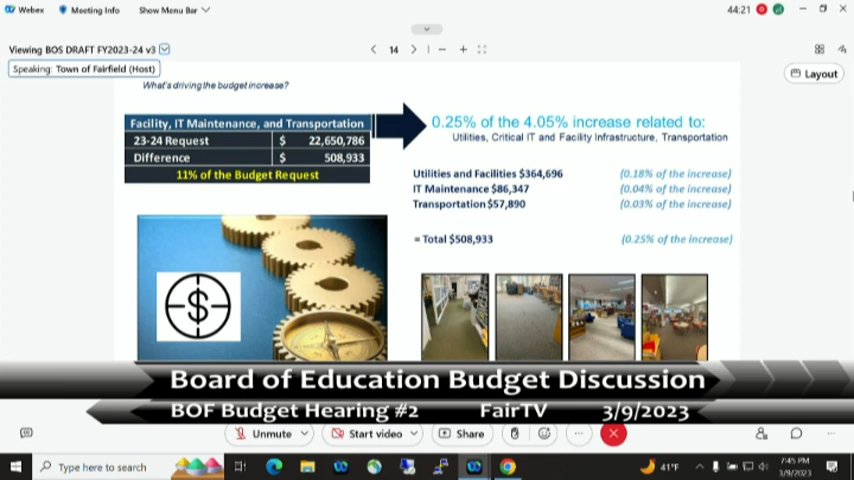 Webex
Meeting Info
Show Menu Bar
44:21
Viewing BOS DRAFT FY2023-24 v3
14
Speaking: Town of Fairfield (Host)
Layout
What's driving the budget increase?
Facility, IT Maintenance, and Transportation
23-24 Request $ 22,650,786
Difference $ 508,933
11% of the Budget Request
0.25% of the 4.05% increase related to:
Utilities, Critical IT and Facility Infrastructure, Transportation
Utilities and Facilities $364,696 (0.18% of the increase)
IT Maintenance $86,347 (0.04% of the increase)
Transportation $57,890 (0.03% of the increase)
= Total $508,933 (0.25% of the increase)
$
Board of Education Budget Discussion
BOF Budget Hearing #2 FairTV 3/9/2023
Unmute
Start video
Share
Type here to search
41°F
7:45 PM
3/9/2023